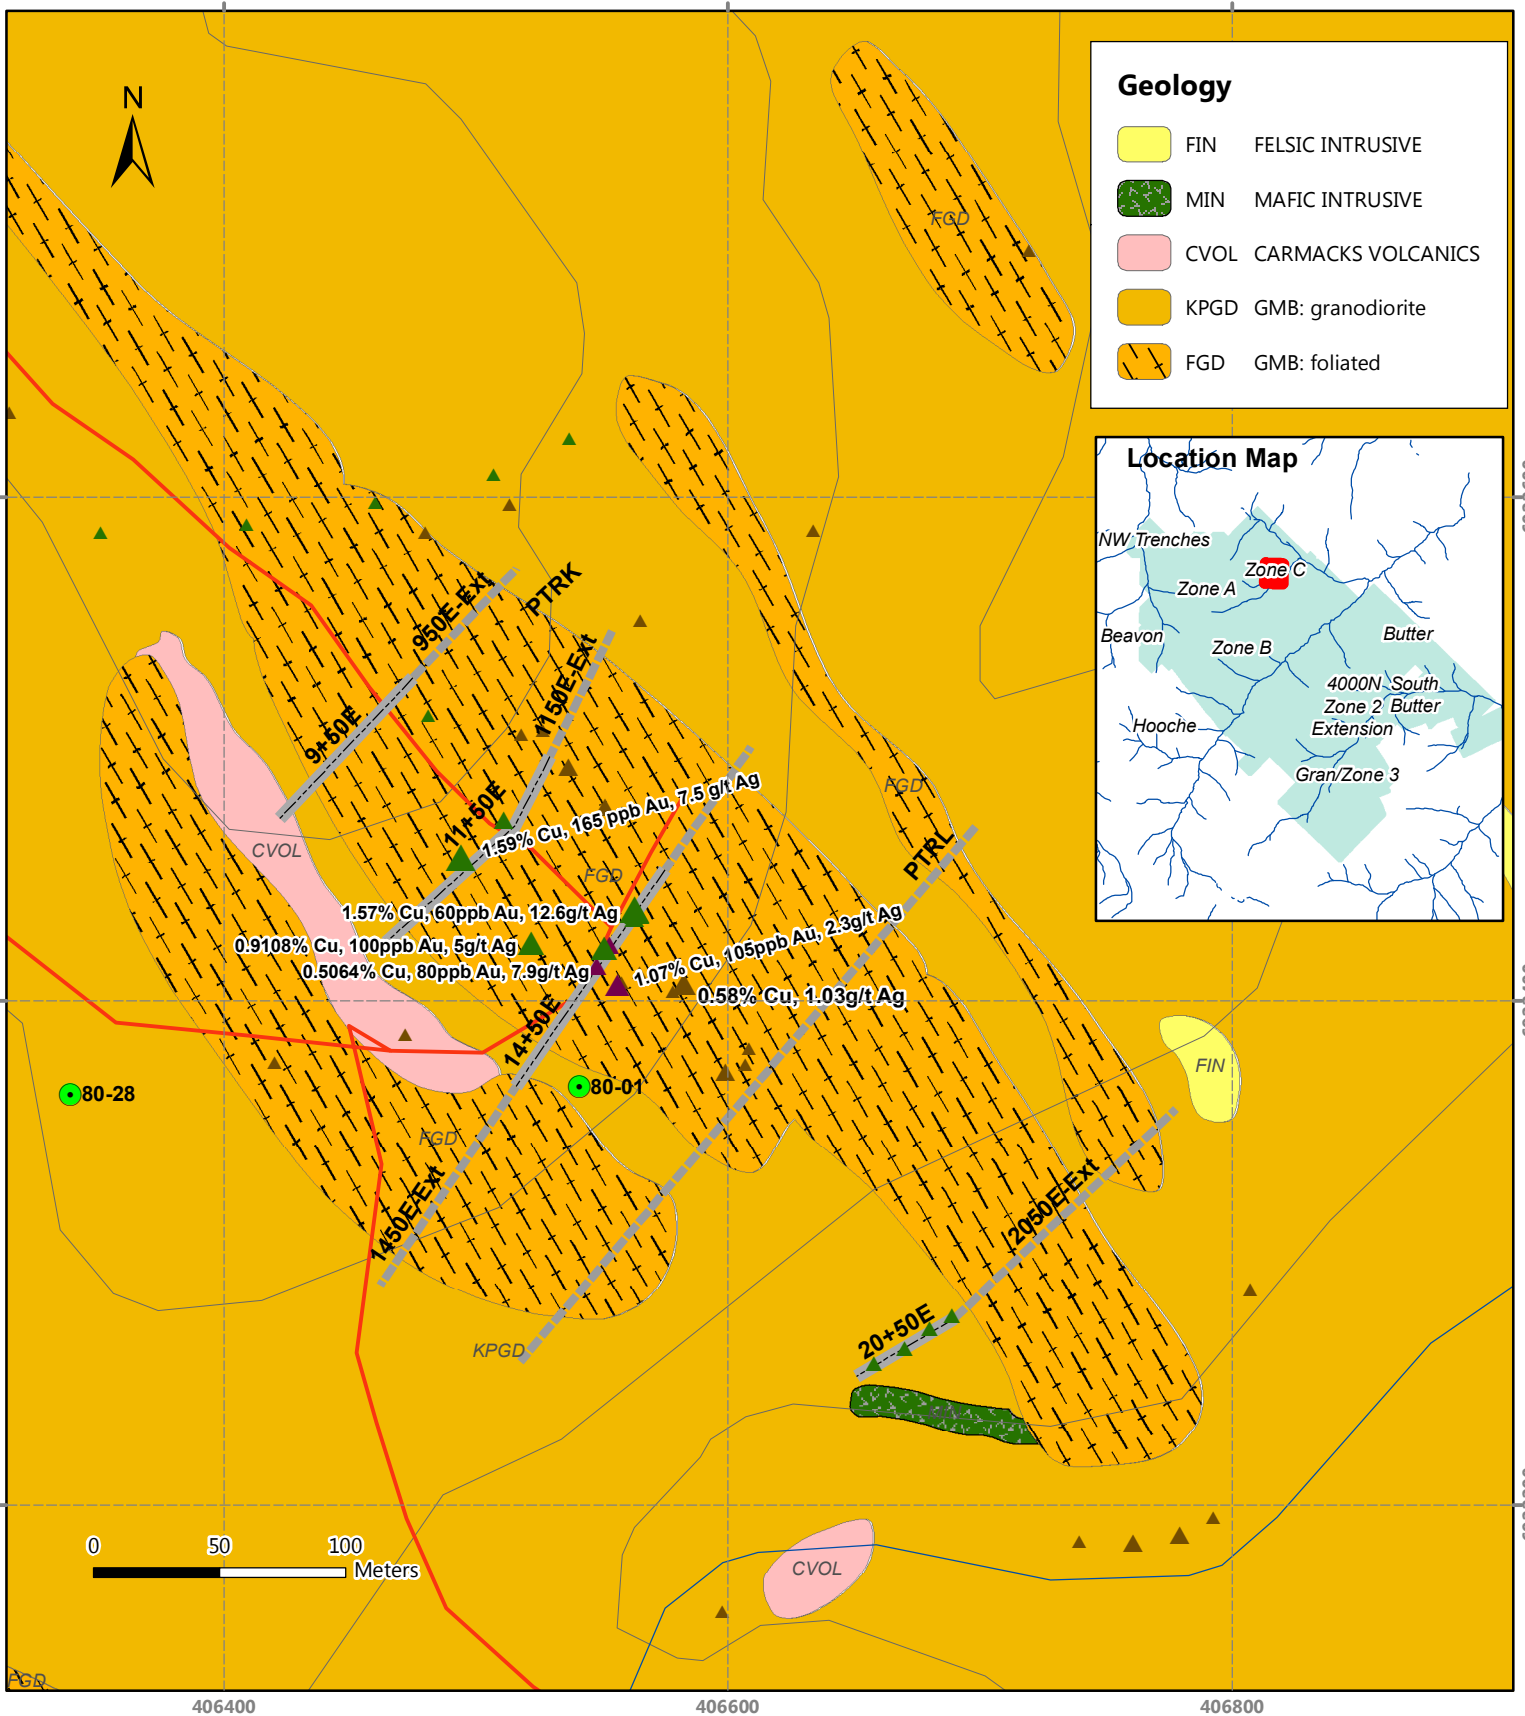 N
Geology
FIN FELSIC INTRUSIVE
MIN MAFIC INTRUSIVE
CVOL CARMACKS VOLCANICS
KPGD GMB: granodiorite
FGD GMB: foliated
FGD
Location Map
NW Trenches
Zone C
Zone A
Beavon
Zone B
Butter
4000N South
Zone 2 Butter
Extension
Hooche
Gran/Zone 3
950E-Ext
PTRK
1150E-Ext
9+50E
11+50E
1.59% Cu, 165 ppb Au, 7.5 g/t Ag
FGD
PTRL
CVOL
FGD
1.57% Cu, 60ppb Au, 12.6g/t Ag
0.9108% Cu, 100ppb Au, 5g/t Ag
0.5064% Cu, 80ppb Au, 7.9g/t Ag
1.07% Cu, 105ppb Au, 2.3g/t Ag
0.58% Cu, 1.03g/t Ag
14+50E
FIN
80-28
80-01
FGD
1450E-Ext
2050E-Ext
20+50E
KPGD
0 50 100
Meters
CVOL
FGD
406400 406600 406800